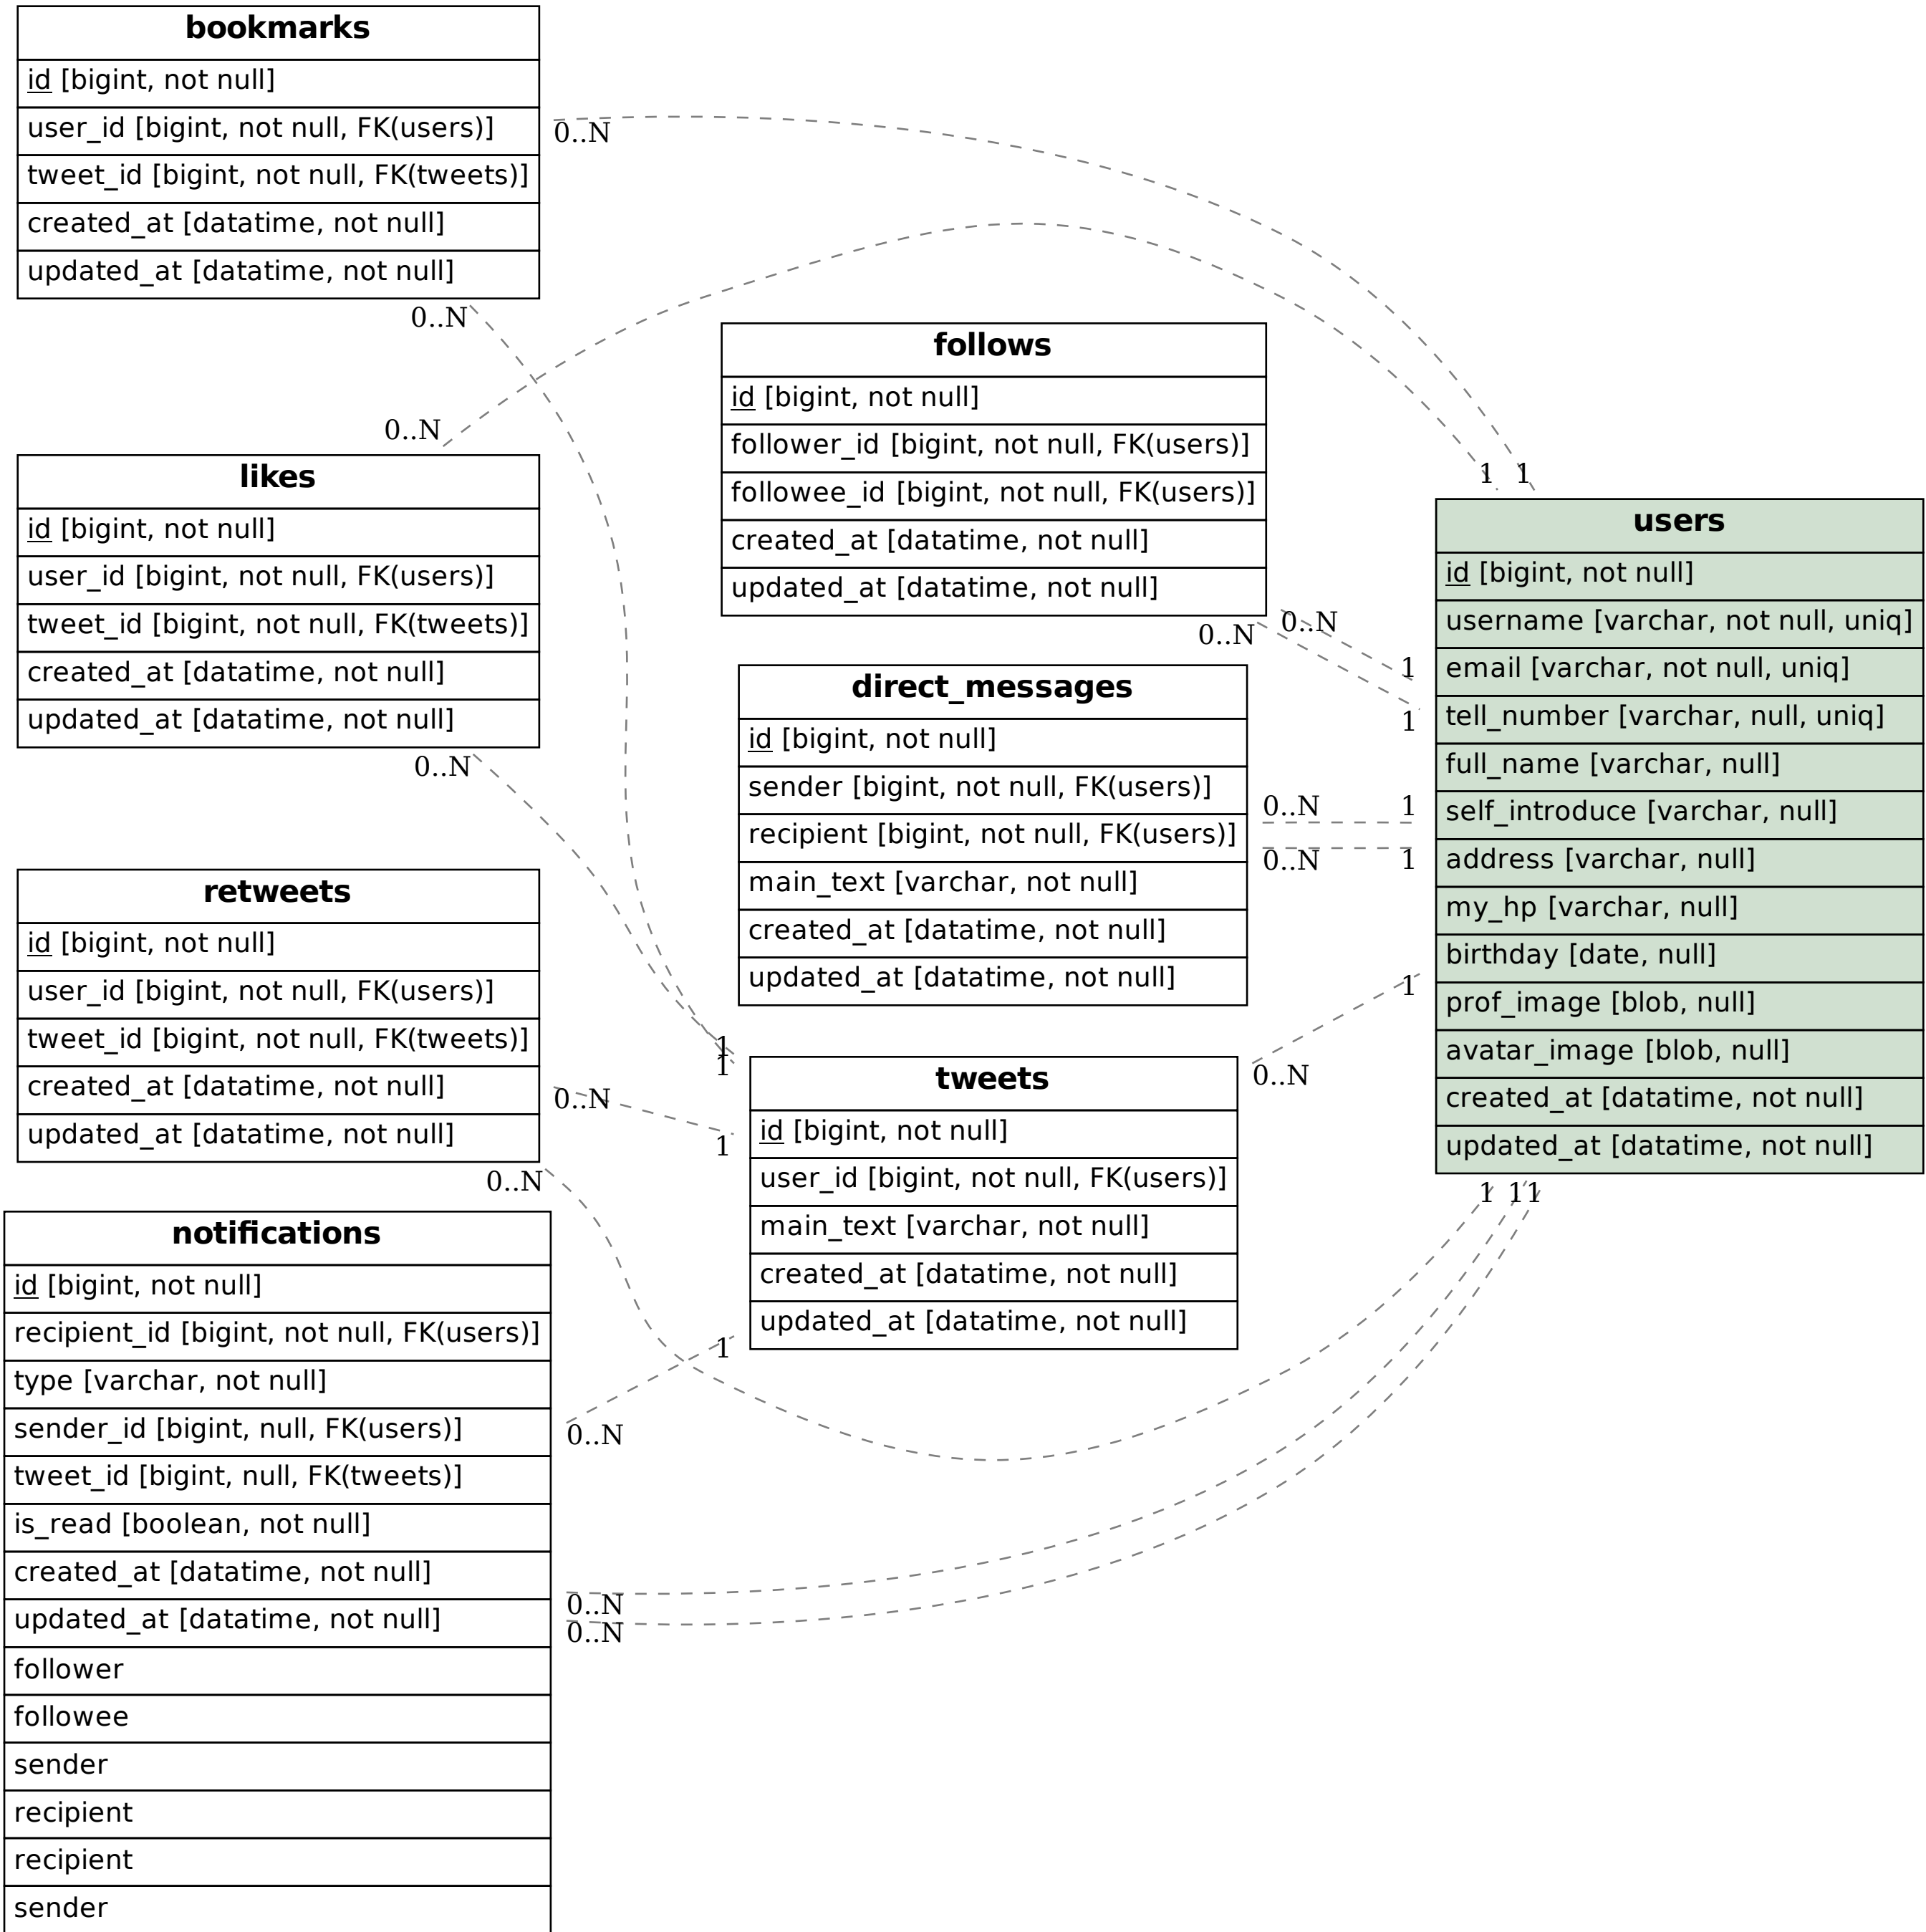 bookmarks
id [bigint, not null]
user_id [bigint, not null, FK(users)]
tweet_id [bigint, not null, FK(tweets)]
created_at [datatime, not null]
updated_at [datatime, not null]
0..N
0..N
likes
0..N
id [bigint, not null]
user_id [bigint, not null, FK(users)]
tweet_id [bigint, not null, FK(tweets)]
created_at [datatime, not null]
updated_at [datatime, not null]
0..N
retweets
id [bigint, not null]
user_id [bigint, not null, FK(users)]
tweet_id [bigint, not null, FK(tweets)]
created_at [datatime, not null]
updated_at [datatime, not null]
0..N
0..N
notifications
id [bigint, not null]
recipient_id [bigint, not null, FK(users)]
type [varchar, not null]
sender_id [bigint, null, FK(users)]
tweet_id [bigint, null, FK(tweets)]
is_read [boolean, not null]
created_at [datatime, not null]
updated_at [datatime, not null]
follower
followee
sender
recipient
recipient
sender
0..N
0..N
0..N
follows
id [bigint, not null]
follower_id [bigint, not null, FK(users)]
followee_id [bigint, not null, FK(users)]
created_at [datatime, not null]
updated_at [datatime, not null]
0..N
0..N
1
1
direct_messages
id [bigint, not null]
sender [bigint, not null, FK(users)]
recipient [bigint, not null, FK(users)]
main_text [varchar, not null]
created_at [datatime, not null]
updated_at [datatime, not null]
0..N
1
0..N
1
1
1
1
1
tweets
id [bigint, not null]
user_id [bigint, not null, FK(users)]
main_text [varchar, not null]
created_at [datatime, not null]
updated_at [datatime, not null]
0..N
1
1
1
users
id [bigint, not null]
username [varchar, not null, uniq]
email [varchar, not null, uniq]
tell_number [varchar, null, uniq]
full_name [varchar, null]
self_introduce [varchar, null]
address [varchar, null]
my_hp [varchar, null]
birthday [date, null]
prof_image [blob, null]
avatar_image [blob, null]
created_at [datatime, not null]
updated_at [datatime, not null]
1
1
1